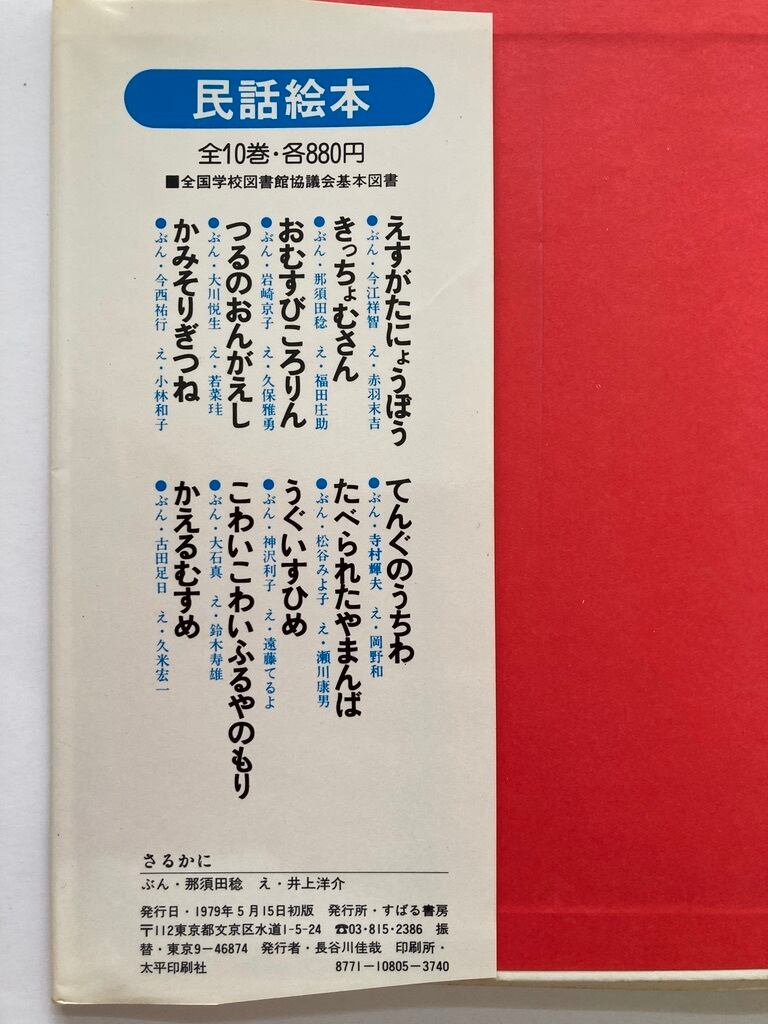 民話絵本
全10巻・各880円
■全国学校図書館協議会基本図書
えすがたにょうぼう
●ぶん・今江祥智 え・赤羽末吉
きっちょむさん
●ぶん・那須田稔 え・福田庄助
おむすびころりん
●ぶん・岩崎京子 え・久保雅勇
つるのおんがえし
●ぶん・大川悦生 え・若菜珪
かみそりぎつね
●ぶん・今西祐行 え・小林和子
てんぐのうちわ
●ぶん・寺村輝夫 え・岡野和
たべられたやまんば
●ぶん・松谷みよ子 え・瀬川康男
うぐいすひめ
●ぶん・神沢利子 え・遠藤てるよ
こわいこわいふるやのもり
●ぶん・大石真 え・鈴木寿雄
かえるむすめ
●ぶん・古田足日 え・久米宏一
さるかに
ぶん・那須田稔 え・井上洋介
発行日・1979年5月15日初版 発行所・すばる書房
〒112東京都文京区水道1-5-24 ☎03・815・2386 振
替・東京9-46874 発行者・長谷川佳哉 印刷所・
太平印刷社 8771-10805-3740